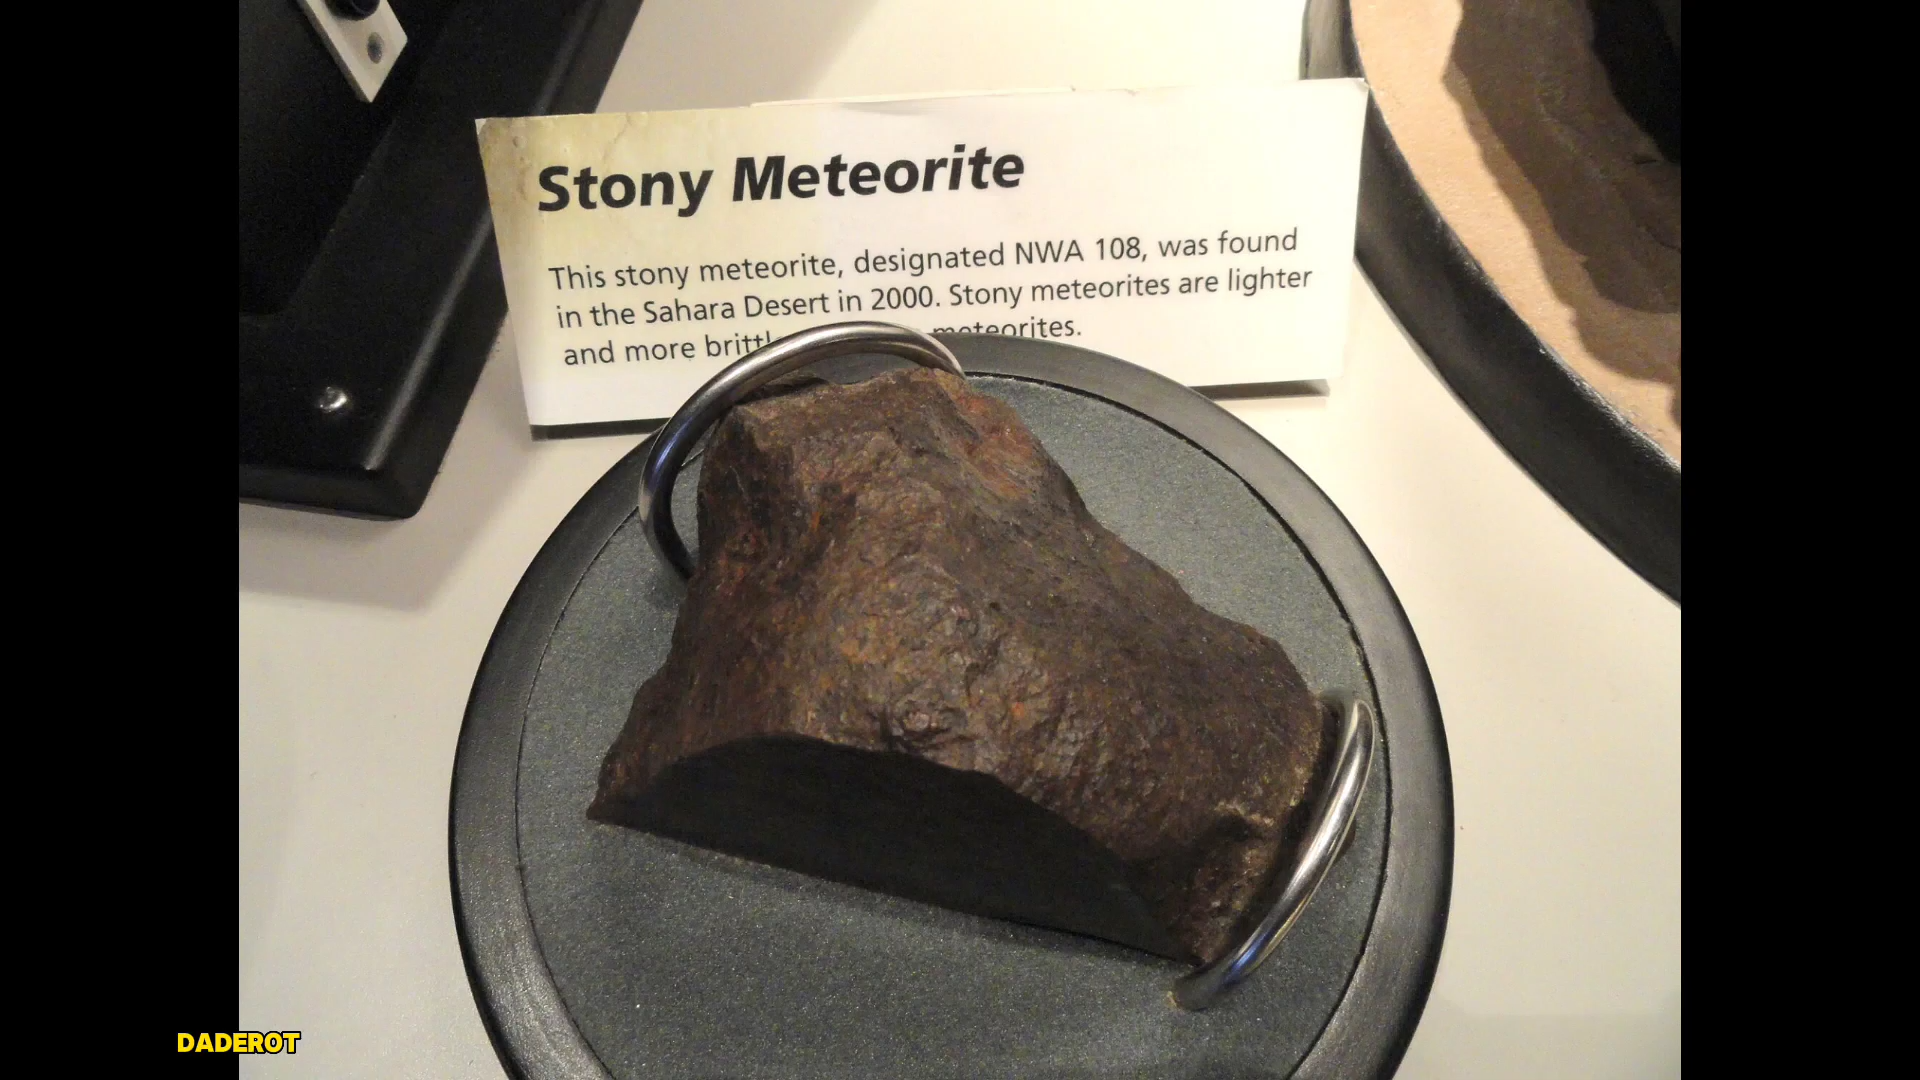 Stony Meteorite
This stony meteorite, designated NWA 108, was found
in the Sahara Desert in 2000. Stony meteorites are lighter
and more meteorites.
DADEROT